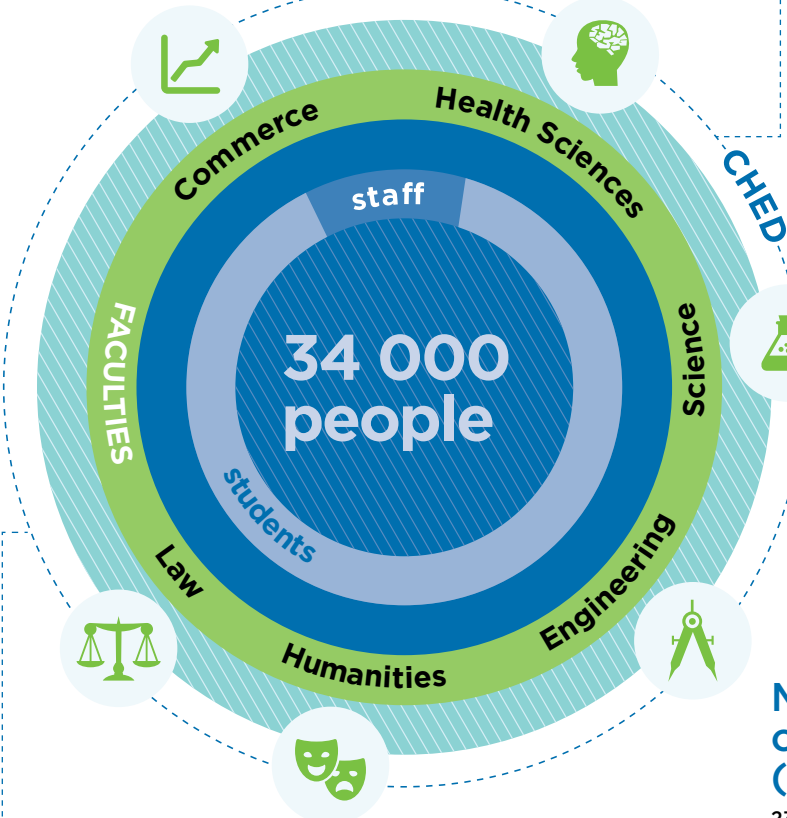 Commerce
Health Sciences
CHED
staff
FACULTIES
34 000
people
Science
students
Engineering
Law
Humanities